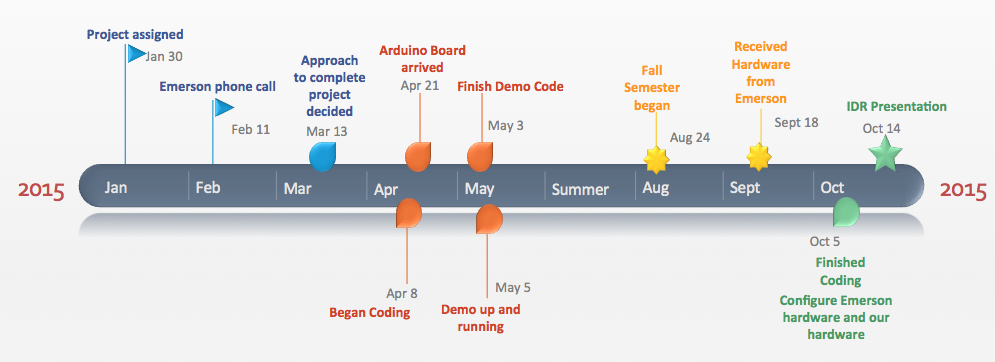 Project assigned
Jan 30
Emerson phone call
Feb 11
Approach
to complete
project
decided
Mar 13
Arduino Board
arrived
Apr 21
Finish Demo Code
May 3
Fall
Semester
began
Aug 24
Received
Hardware
from
Emerson
Sept 18
IDR Presentation
Oct 14
2015
Jan
Feb
Mar
Apr
May
Summer
Aug
Sept
Oct
2015
Apr 8
Began Coding
May 5
Demo up and
running
Oct 5
Finished
Coding
Configure Emerson
hardware and our
hardware